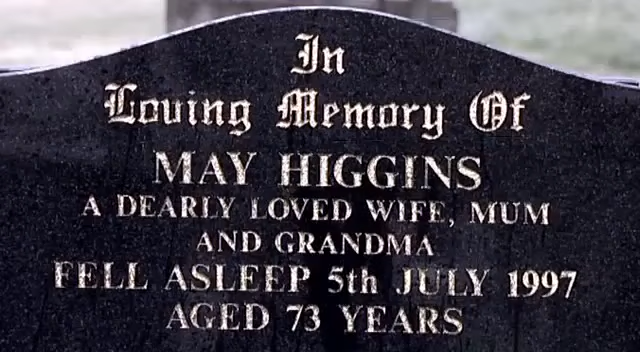 In
Loving Memory Of
MAY HIGGINS
A DEARLY LOVED WIFE, MUM
AND GRANDMA
FELL ASLEEP 5th JULY 1997
AGED 73 YEARS